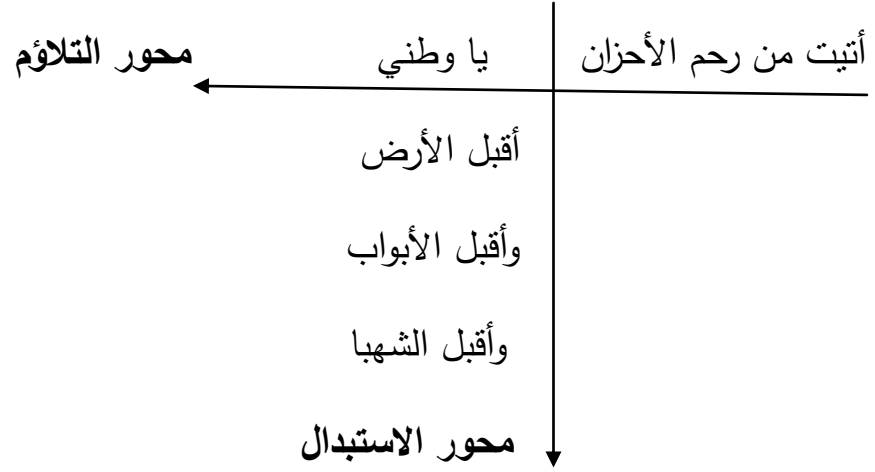 أتيت من رحم الأحزان يا وطني محور التلاؤم
أقبل الأرض
وأقبل الأبواب
وأقبل الشهبا
محور الاستبدال